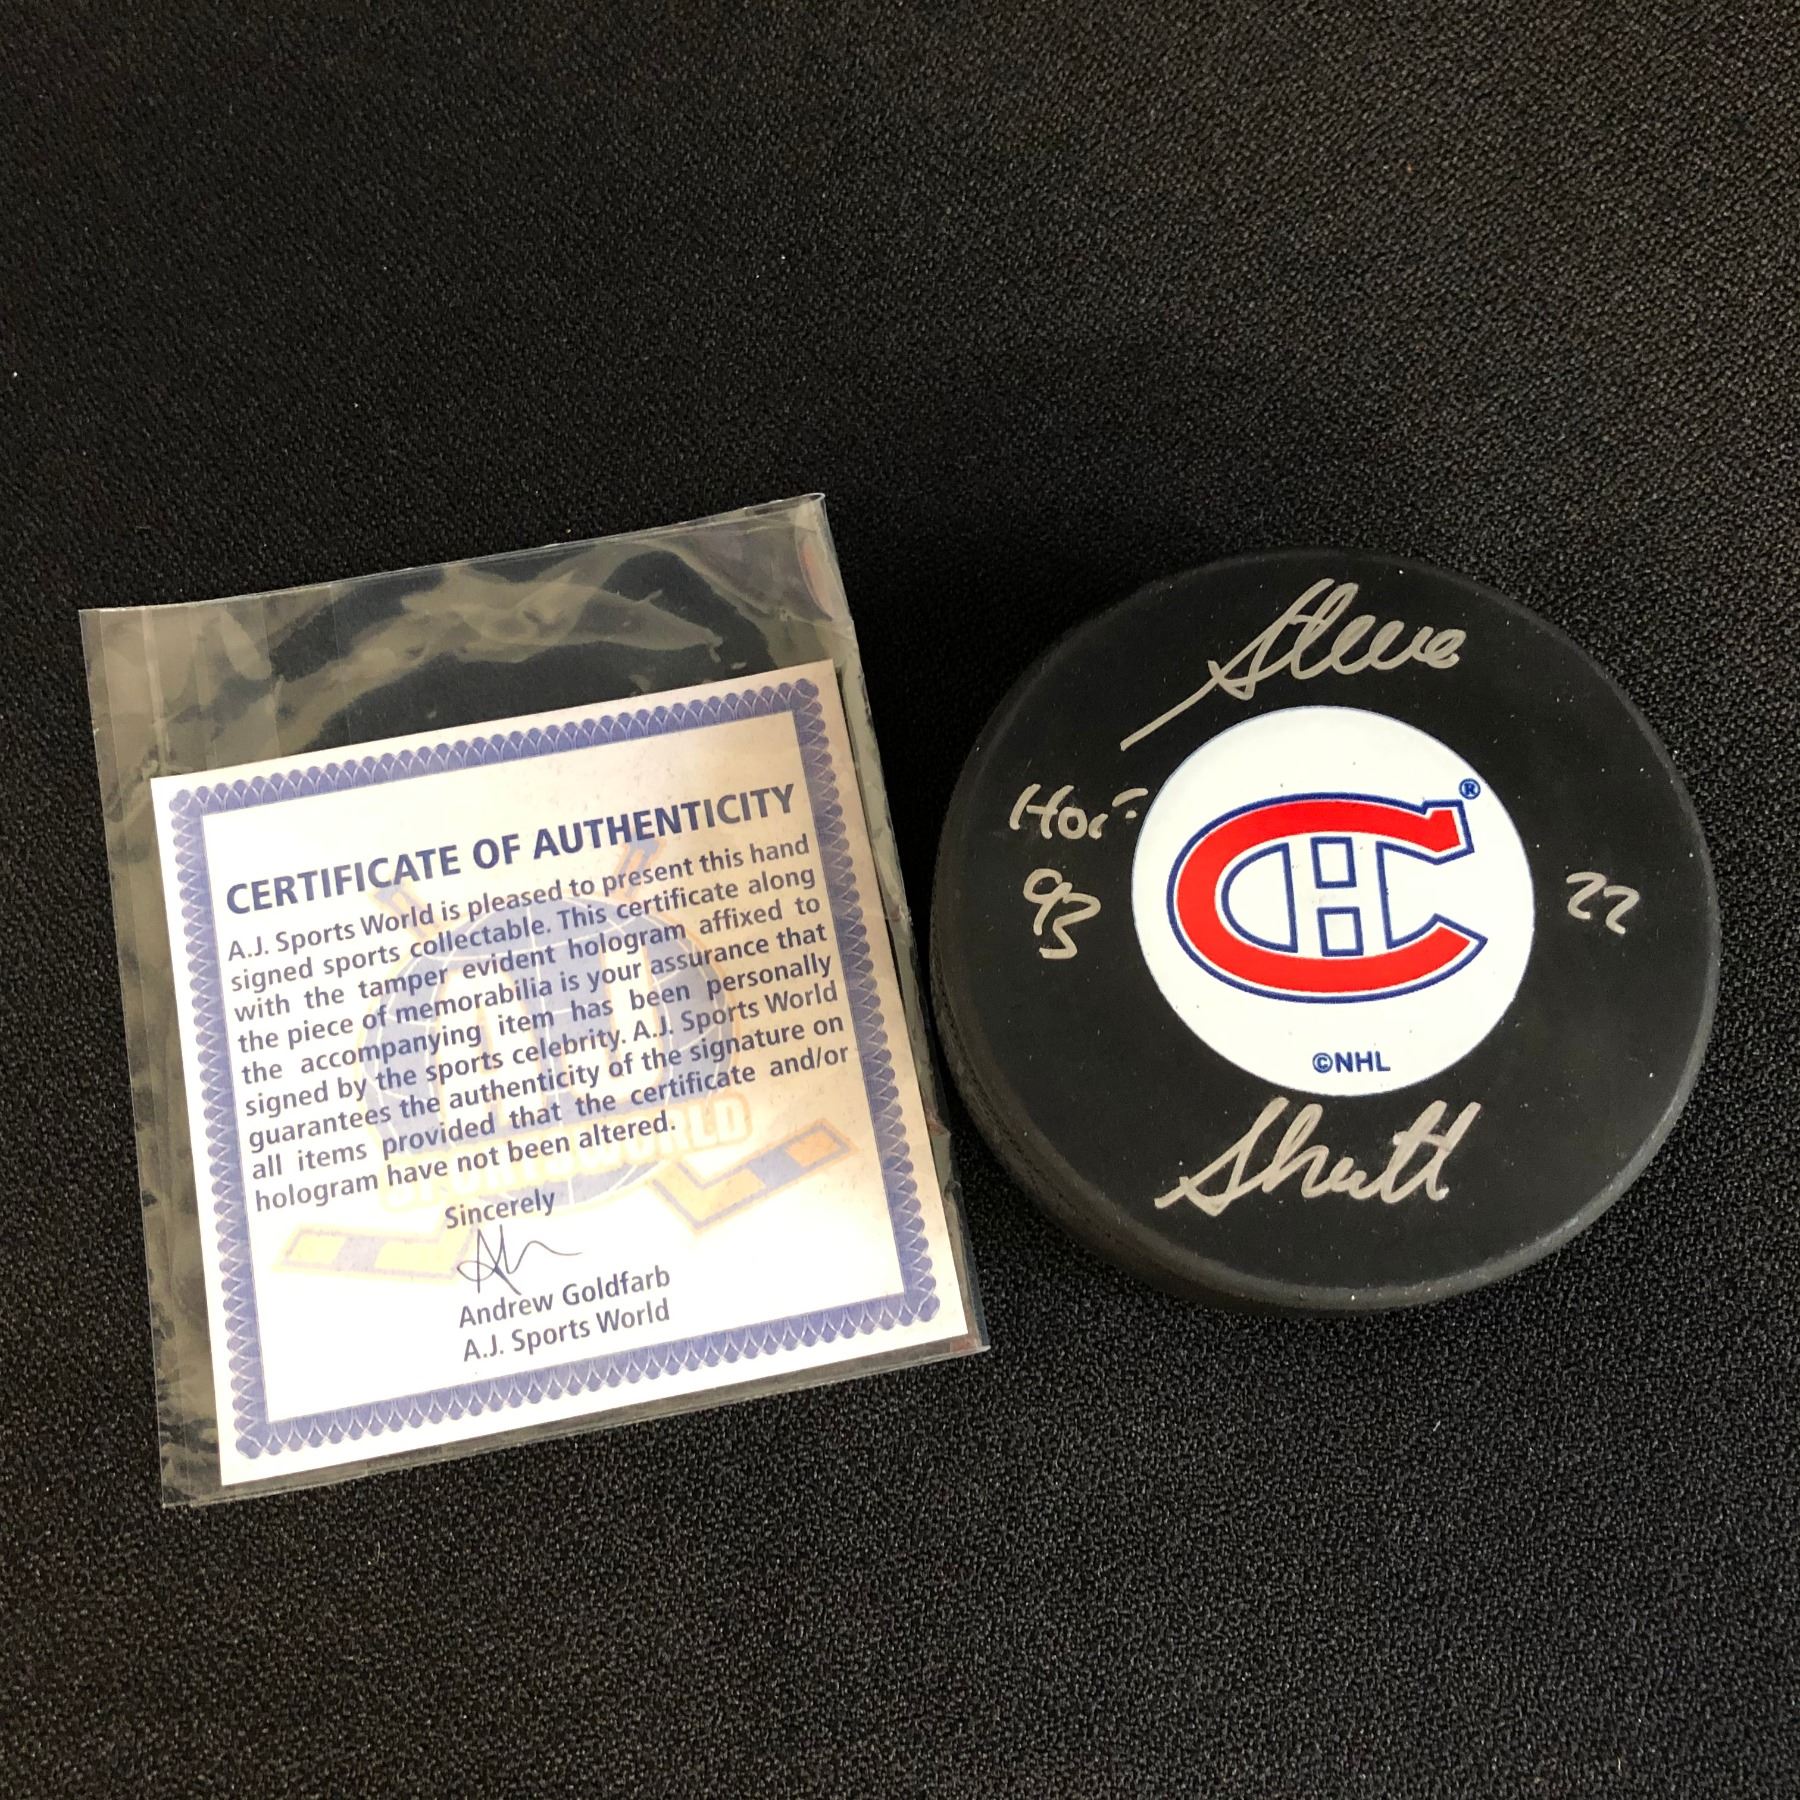 CERTIFICATE OF AUTHENTICITY
A.J. Sports World is pleased to present this hand
signed sports collectable. This certificate along
with the tamper evident hologram affixed to
the piece of memorabilia is your assurance that
the accompanying item has been personally
signed by the sports celebrity. A.J. Sports World
guarantees the authenticity of the signature on
all items provided that the certificate and/or
hologram have not been altered.
Sincerely
Andrew Goldfarb
A.J. Sports World
AJ
SPORTSWORLD
Steve
HOF
93
22
CH®
©NHL
Shutt